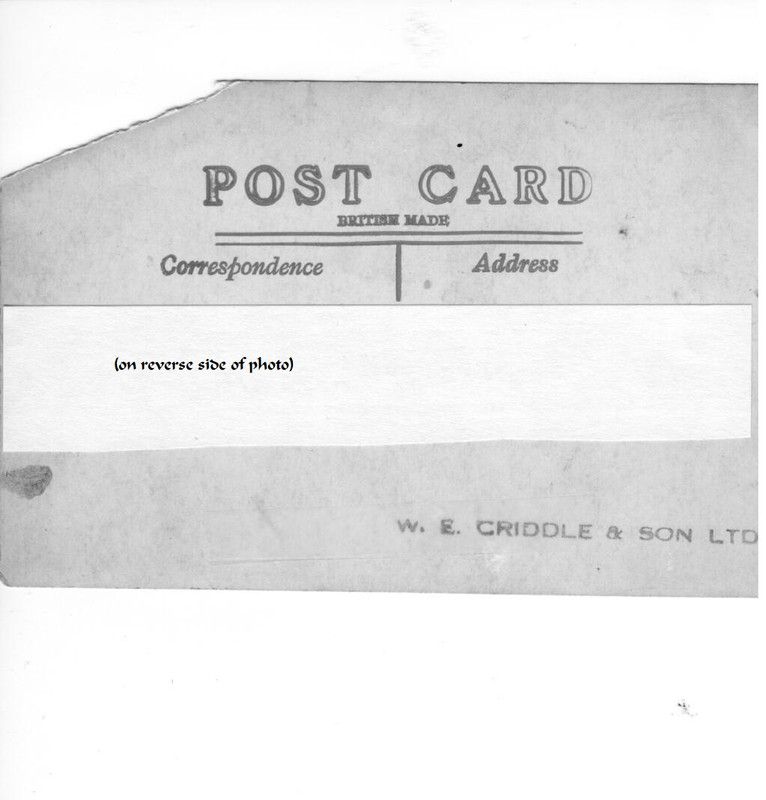 POST CARD
BRITISH MADE
Correspondence
Address
(on reverse side of photo)
W. E. CRIDDLE & SON LTD